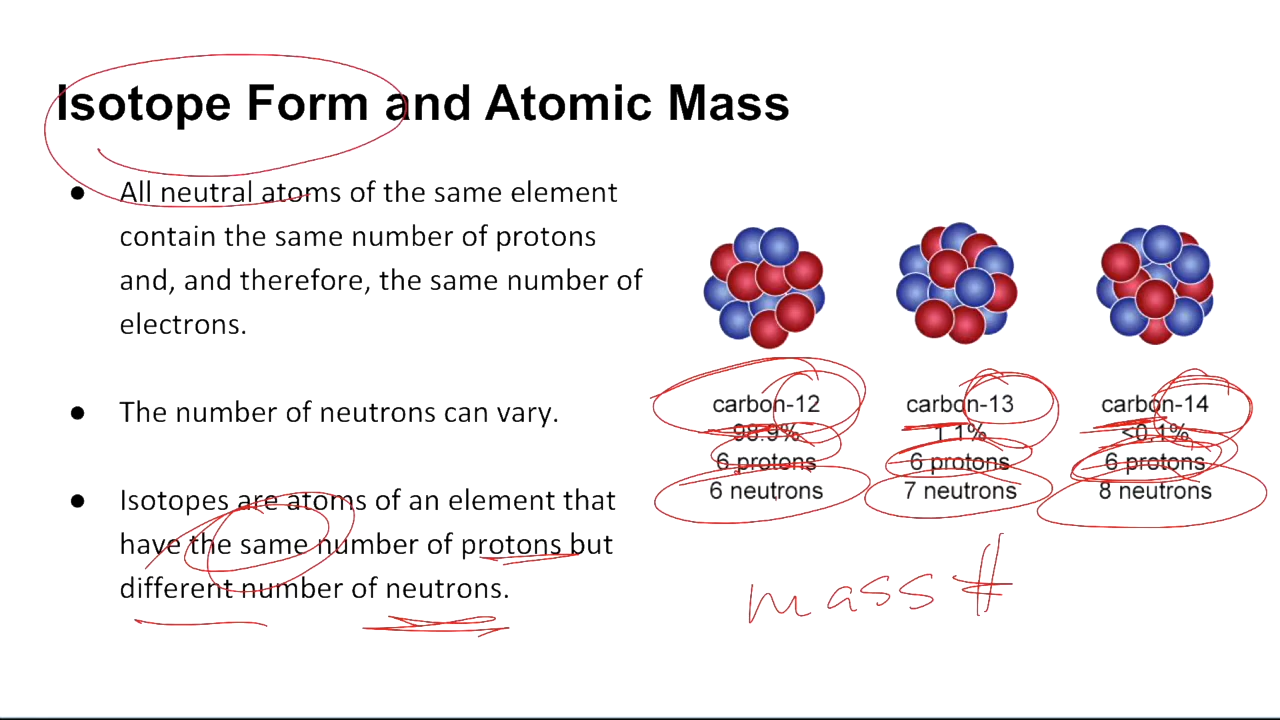 Isotope Form and Atomic Mass
● All neutral atoms of the same element
contain the same number of protons
and, and therefore, the same number of
electrons.
● The number of neutrons can vary.
● Isotopes are atoms of an element that
have the same number of protons but
different number of neutrons.
carbon-12
98.9%
6 protons
6 neutrons
carbon-13
1.1%
6 protons
7 neutrons
carbon-14
<0.1%
6 protons
8 neutrons
mass #